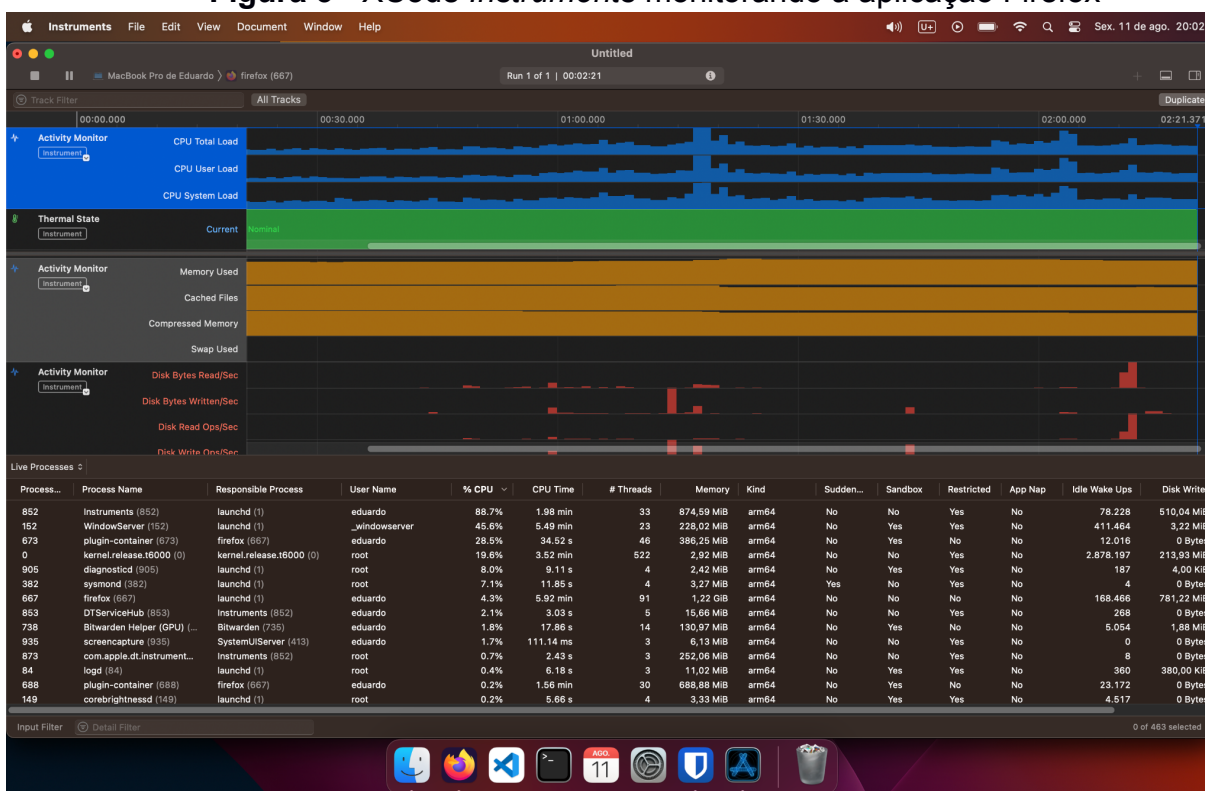 Figura 6 - XCode Instruments monitorando a aplicação Firefox
Instruments File Edit View Document Window Help U+ Sex. 11 de ago. 20:02
Untitled
MacBook Pro de Eduardo 〉 firefox (667) Run 1 of 1 | 00:02:21
Track Filter All Tracks Duplicate
00:00.000 00:30.000 01:00.000 01:30.000 02:00.000 02:21.371
Activity Monitor CPU Total Load
Instrument
CPU User Load
CPU System Load
Thermal State
Instrument Current Nominal
Activity Monitor Memory Used
Instrument
Cached Files
Compressed Memory
Swap Used
Activity Monitor Disk Bytes Read/Sec
Instrument
Disk Bytes Written/Sec
Disk Read Ops/Sec
Disk Write Ops/Sec
Live Processes
Process... Process Name Responsible Process User Name % CPU CPU Time # Threads Memory Kind Sudden... Sandbox Restricted App Nap Idle Wake Ups Disk Write
852 Instruments (852) launchd (1) eduardo 88.7% 1.98 min 33 874,59 MiB arm64 No No Yes No 78.228 510,04 MiB
152 WindowServer (152) launchd (1) _windowserver 45.6% 5.49 min 23 228,02 MiB arm64 No Yes Yes No 411.464 3,22 MiB
673 plugin-container (673) firefox (667) eduardo 28.5% 34.52 s 46 386,25 MiB arm64 No Yes No No 12.016 0 Bytes
0 kernel.release.t6000 (0) kernel.release.t6000 (0) root 19.6% 3.52 min 522 2,92 MiB arm64 No No Yes No 2.878.197 213,93 MiB
905 diagnosticd (905) launchd (1) root 8.0% 9.11 s 4 2,42 MiB arm64 No Yes Yes No 187 4,00 KiB
382 sysmond (382) launchd (1) root 7.1% 11.85 s 4 3,27 MiB arm64 Yes No Yes No 4 0 Bytes
667 firefox (667) launchd (1) eduardo 4.3% 5.92 min 91 1,22 GiB arm64 No No No No 168.466 781,22 MiB
853 DTServiceHub (853) Instruments (852) eduardo 2.1% 3.03 s 5 15,66 MiB arm64 No No Yes No 268 0 Bytes
738 Bitwarden Helper (GPU) (... Bitwarden (735) eduardo 1.8% 17.86 s 14 130,97 MiB arm64 No Yes No No 5.054 1,88 MiB
935 screencapture (935) SystemUIServer (413) eduardo 1.7% 111.14 ms 3 6,13 MiB arm64 No No Yes No 0 0 Bytes
873 com.apple.dt.instrument... Instruments (852) root 0.7% 2.43 s 3 252,06 MiB arm64 No No Yes No 8 0 Bytes
84 logd (84) launchd (1) root 0.4% 6.18 s 3 11,02 MiB arm64 No Yes Yes No 360 380,00 KiB
688 plugin-container (688) firefox (667) eduardo 0.2% 1.56 min 30 688,88 MiB arm64 No Yes No No 23.172 0 Bytes
149 corebrightnessd (149) launchd (1) root 0.2% 5.66 s 4 3,33 MiB arm64 No Yes Yes No 4.517 0 Bytes
Input Filter Detail Filter 0 of 463 selected
AGO.
11